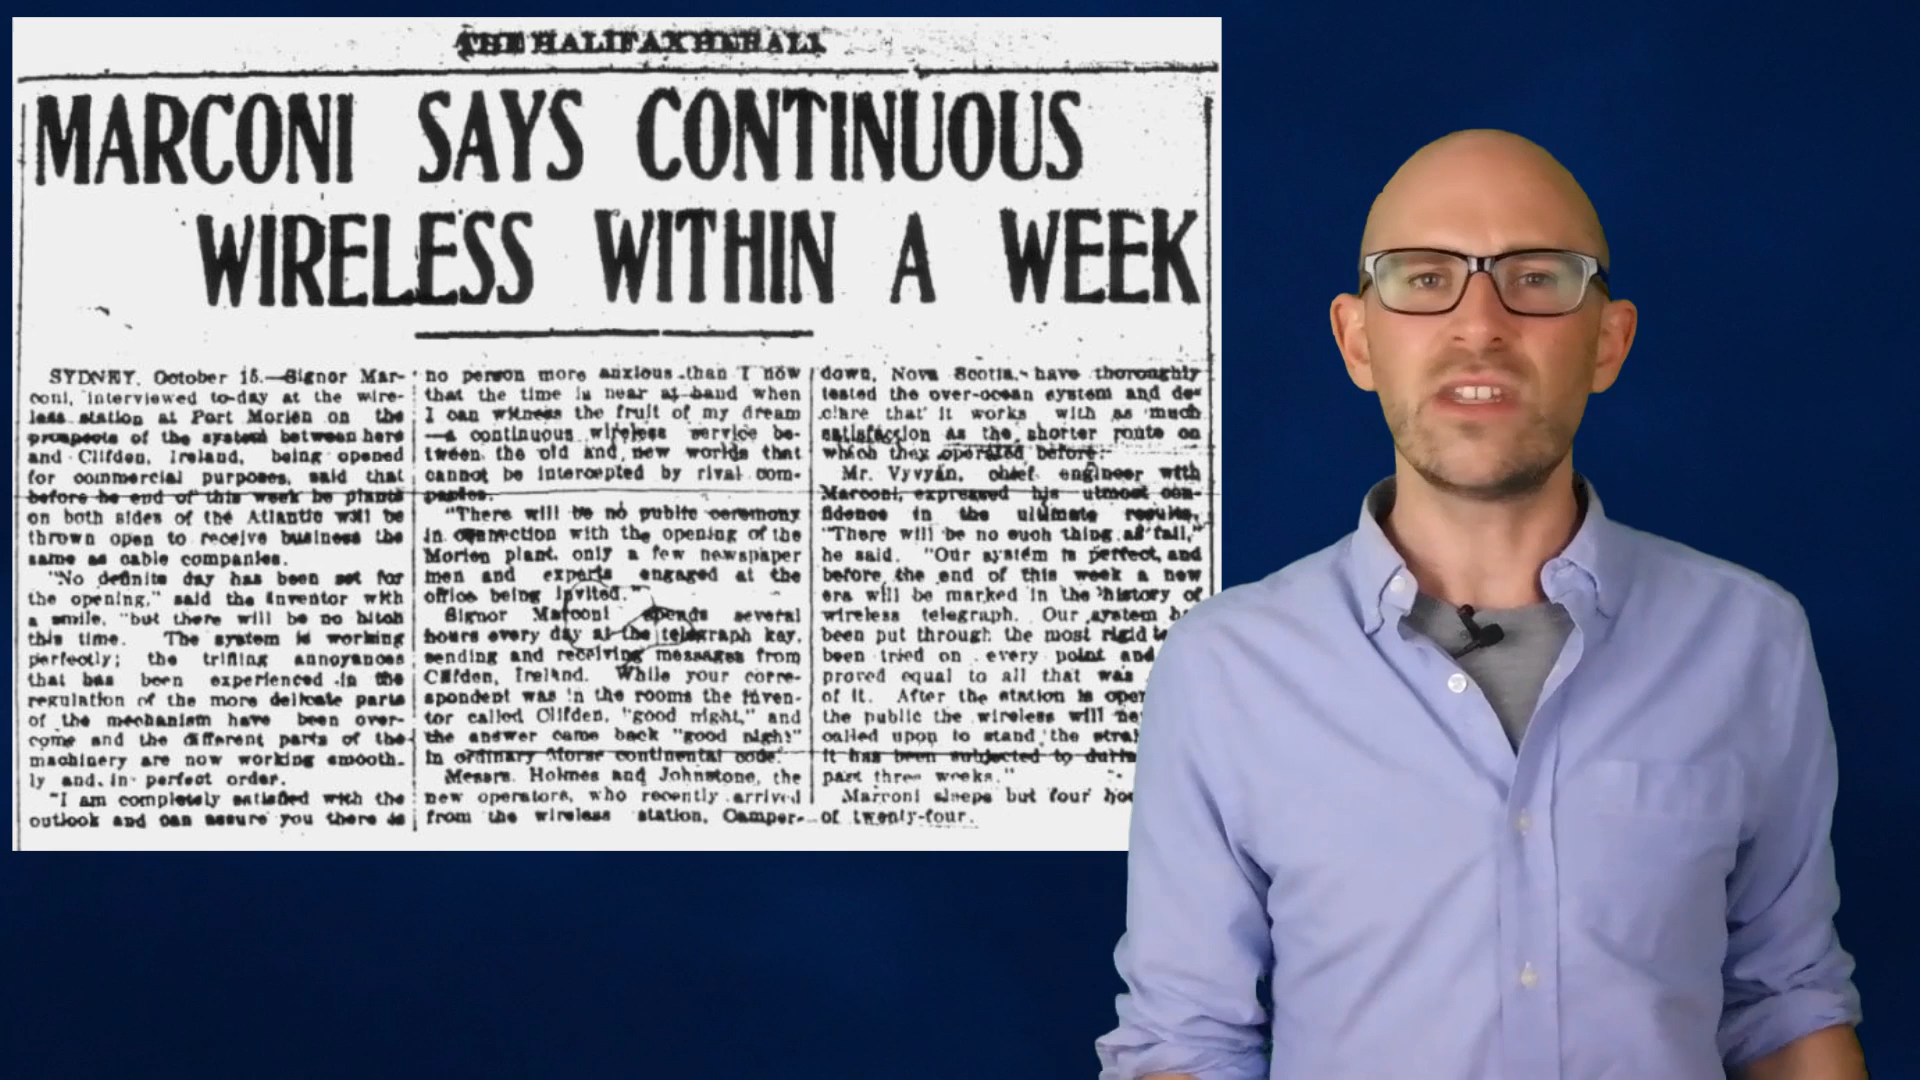 THE HALIFAX HERALD
MARCONI SAYS CONTINUOUS
WIRELESS WITHIN A WEEK
SYDNEY, October 15.—Signor Mar-
coni, interviewed to-day at the wire-
less station at Port Morien on the
prospects of the system between here
and Clifden, Ireland, being opened
for commercial purposes, said that
before he end of this week be plants
on both sides of the Atlantic will be
thrown open to receive business the
same as cable companies.
"No definite day has been set for
the opening," said the inventor with
a smile, "but there will be no hitch
this time. The system is working
perfectly; the trifling annoyances
that has been experienced in the
regulation of the more delicate parts
of the mechanism have been over-
come and the different parts of the
machinery are now working smooth-
ly and in perfect order.
"I am completely satisfied with the
outlook and can assure you there is
no person more anxious than I now
that the time is near at hand when
I can witness the fruit of my dream
—a continuous wireless service be-
tween the old and new worlds that
cannot be intercepted by rival com-
panies.
"There will be no public ceremony
in connection with the opening of the
Morien plant, only a few newspaper
men and experts engaged at the
office being invited."
Signor Marconi spends several
hours every day at the telegraph key,
sending and receiving messages from
Clifden, Ireland. While your corre-
spondent was in the rooms the inven-
tor called Clifden, "good night," and
the answer came back "good night"
in ordinary Morse continental code.
Messrs. Holmes and Johnstone, the
new operators, who recently arrived
from the wireless station, Camper-
down, Nova Scotia, have thoroughly
tested the over-ocean system and de-
clare that it works with as much
satisfaction as the shorter route on
which they operated before.
Mr. Vyvyan, chief engineer with
Marconi, expressed his utmost con-
fidence in the ultimate results.
"There will be no such thing as fail,"
he said. "Our system is perfect, and
before the end of this week a new
era will be marked in the history of
wireless telegraph. Our system
been put through the most rigid
been tried on every point and
proved equal to all that was
of it. After the station is
the public the wireless will
called upon to stand the
it has been subjected to
past three weeks."
Marconi sleeps but four
of twenty-four.